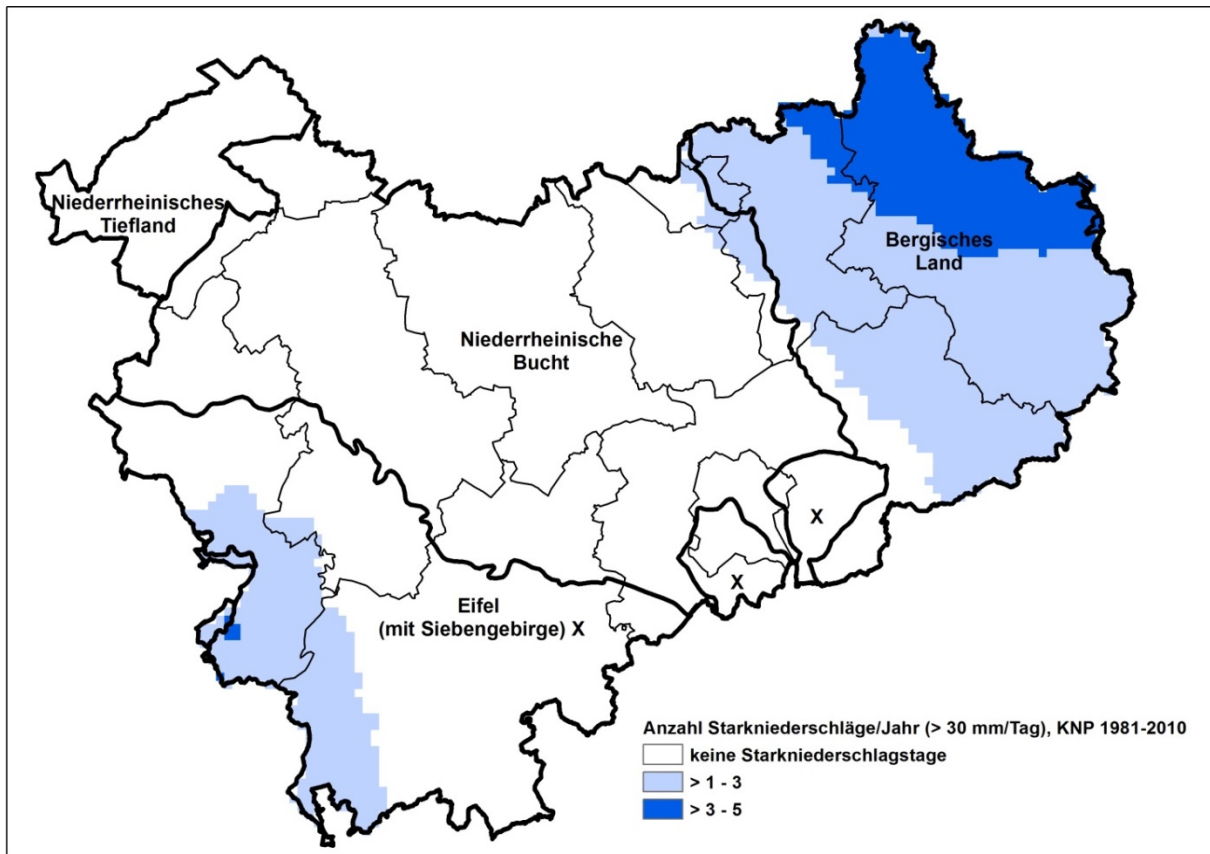 Niederrheinisches
Tiefland
Bergisches
Land
Niederrheinische
Bucht
X
X
Eifel
(mit Siebengebirge) X
Anzahl Starkniederschläge/Jahr (> 30 mm/Tag), KNP 1981-2010
keine Starkniederschlagstage
> 1 - 3
> 3 - 5